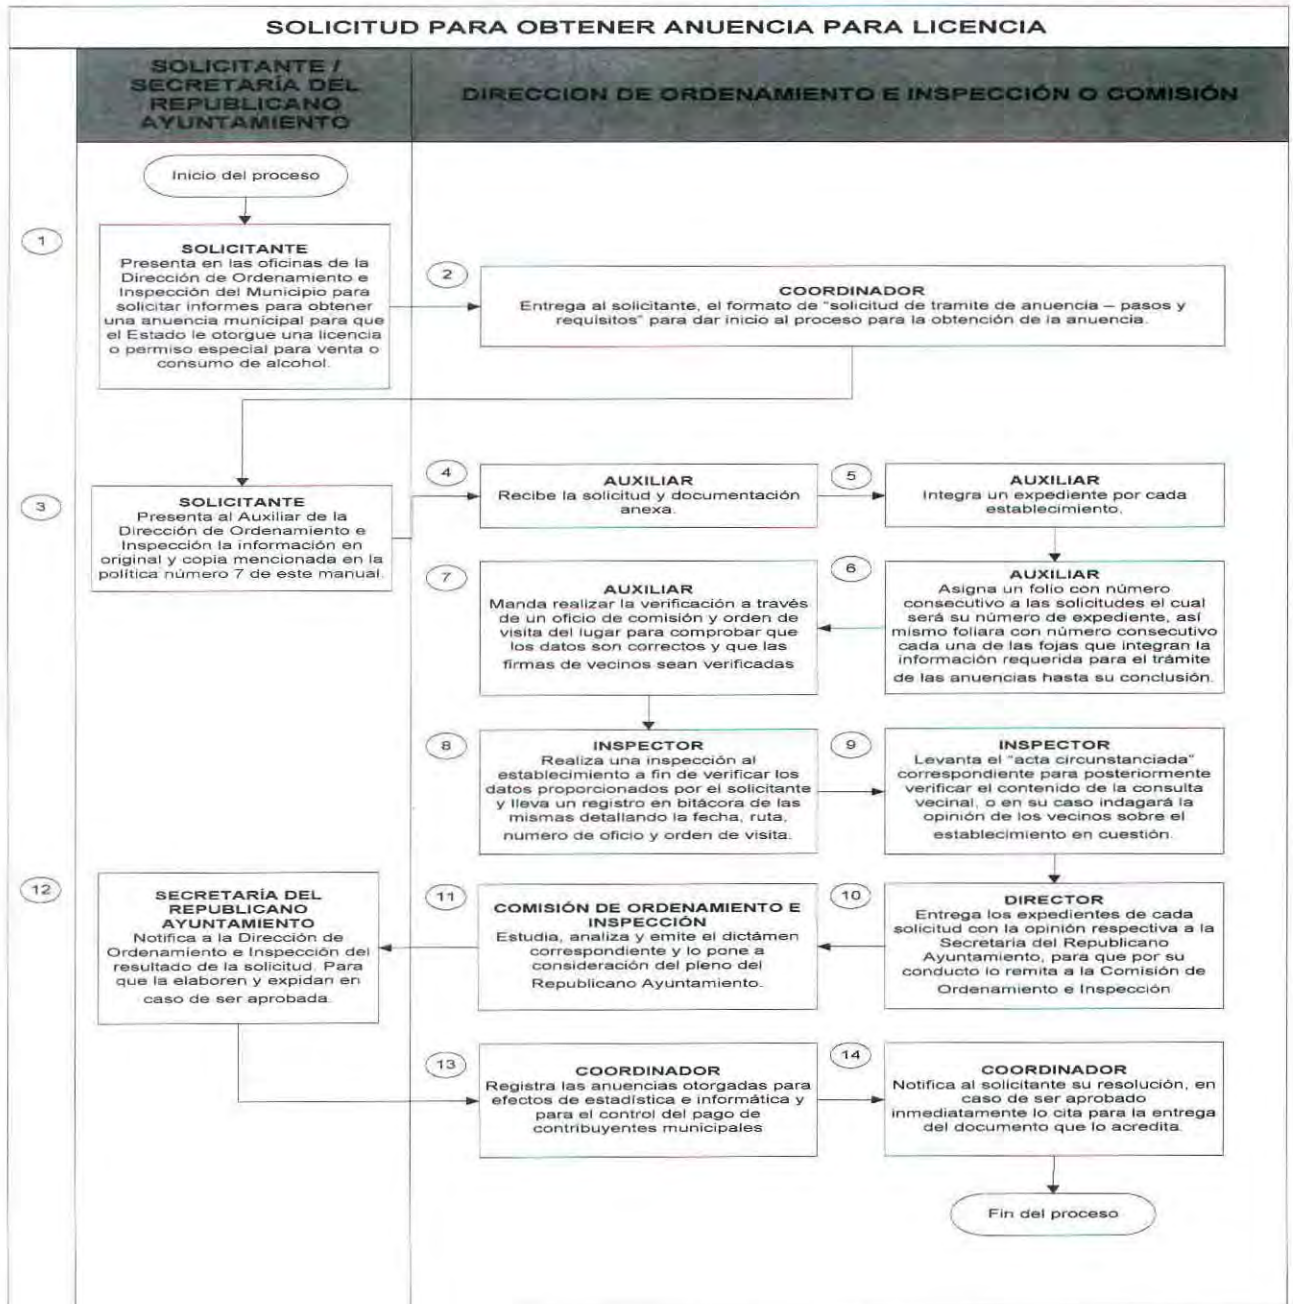 SOLICITUD PARA OBTENER ANUENCIA PARA LICENCIA
SOLICITANTE /
SECRETARÍA DEL
REPUBLICANO
AYUNTAMIENTO
DIRECCION DE ORDENAMIENTO E INSPECCIÓN O COMISIÓN
Inicio del proceso
1
SOLICITANTE
Presenta en las oficinas de la
Dirección de Ordenamiento e
Inspección del Municipio para
solicitar informes para obtener
una anuencia municipal para que
el Estado le otorgue una licencia
o permiso especial para venta o
consumo de alcohol.
2
COORDINADOR
Entrega al solicitante, el formato de "solicitud de tramite de anuencia – pasos y
requisitos" para dar inicio al proceso para la obtención de la anuencia.
3
SOLICITANTE
Presenta al Auxiliar de la
Dirección de Ordenamiento e
Inspección la información en
original y copia mencionada en la
política número 7 de este manual.
4
AUXILIAR
Recibe la solicitud y documentación
anexa.
5
AUXILIAR
Integra un expediente por cada
establecimiento.
6
AUXILIAR
Asigna un folio con número
consecutivo a las solicitudes el cual
será su número de expediente, así
mismo foliara con número consecutivo
cada una de las fojas que integran la
información requerida para el trámite
de las anuencias hasta su conclusión.
7
AUXILIAR
Manda realizar la verificación a través
de un oficio de comisión y orden de
visita del lugar para comprobar que
los datos son correctos y que las
firmas de vecinos sean verificadas
8
INSPECTOR
Realiza una inspección al
establecimiento a fin de verificar los
datos proporcionados por el solicitante
y lleva un registro en bitácora de las
mismas detallando la fecha, ruta,
numero de oficio y orden de visita.
9
INSPECTOR
Levanta el "acta circunstanciada"
correspondiente para posteriormente
verificar el contenido de la consulta
vecinal, o en su caso indagará la
opinión de los vecinos sobre el
establecimiento en cuestión.
10
DIRECTOR
Entrega los expedientes de cada
solicitud con la opinión respectiva a la
Secretaria del Republicano
Ayuntamiento, para que por su
conducto lo remita a la Comisión de
Ordenamiento e Inspección
11
COMISIÓN DE ORDENAMIENTO E
INSPECCIÓN
Estudia, analiza y emite el dictámen
correspondiente y lo pone a
consideración del pleno del
Republicano Ayuntamiento.
12
SECRETARÍA DEL
REPUBLICANO
AYUNTAMIENTO
Notifica a la Dirección de
Ordenamiento e Inspección del
resultado de la solicitud. Para
que la elaboren y expidan en
caso de ser aprobada.
13
COORDINADOR
Registra las anuencias otorgadas para
efectos de estadística e informática y
para el control del pago de
contribuyentes municipales
14
COORDINADOR
Notifica al solicitante su resolución, en
caso de ser aprobado
inmediatamente lo cita para la entrega
del documento que lo acredita.
Fin del proceso